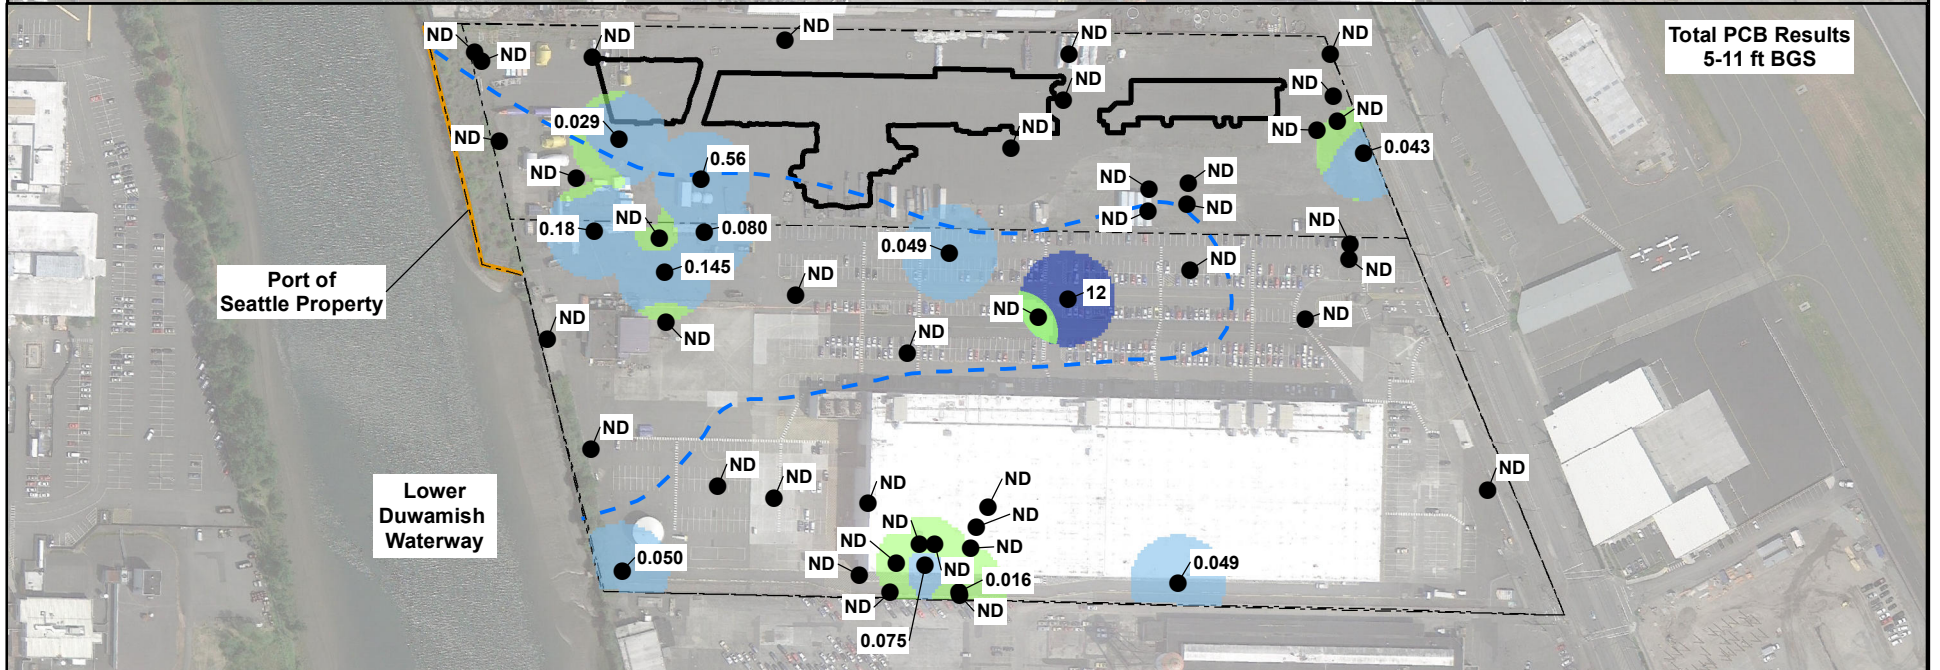 Total PCB Results
5-11 ft BGS
ND
ND
ND
ND
ND
ND
ND
ND
ND
ND
0.029
ND
ND
ND
0.043
ND
0.56
ND
ND
ND
ND
ND
0.18
ND
0.080
0.049
ND
ND
ND
0.145
ND
12
ND
ND
ND
ND
ND
Port of
Seattle Property
ND
ND
ND
ND
ND
ND
Lower
Duwamish
Waterway
ND
ND
ND
ND
ND
ND
ND
0.016
ND
ND
0.075
0.050
0.049